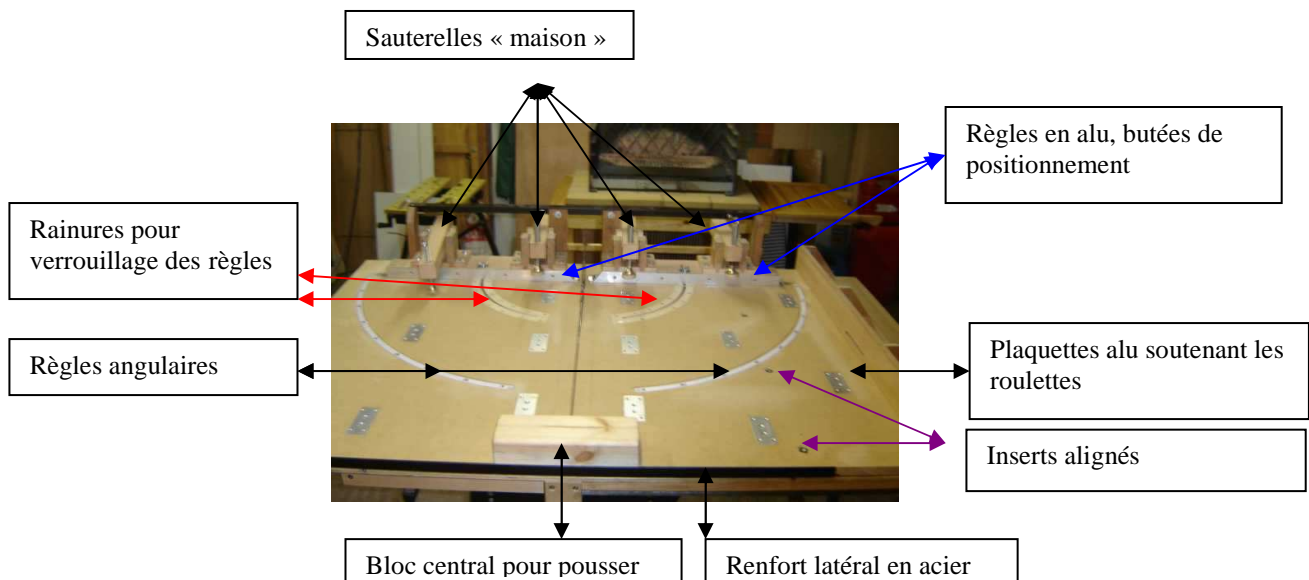 Sauterelles « maison »
Règles en alu, butées de
positionnement
Rainures pour
verrouillage des règles
Règles angulaires
Plaquettes alu soutenant les
roulettes
Inserts alignés
Bloc central pour pousser
Renfort latéral en acier